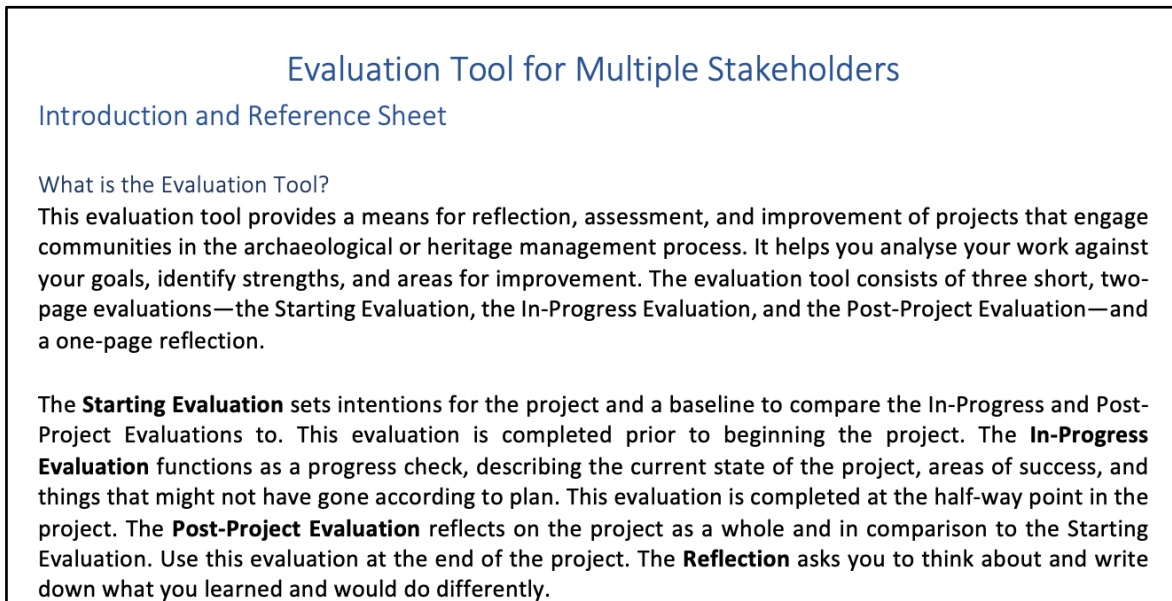 Evaluation Tool for Multiple Stakeholders
Introduction and Reference Sheet
What is the Evaluation Tool?
This evaluation tool provides a means for reflection, assessment, and improvement of projects that engage
communities in the archaeological or heritage management process. It helps you analyse your work against
your goals, identify strengths, and areas for improvement. The evaluation tool consists of three short, two-
page evaluations—the Starting Evaluation, the In-Progress Evaluation, and the Post-Project Evaluation—and
a one-page reflection.
The Starting Evaluation sets intentions for the project and a baseline to compare the In-Progress and Post-
Project Evaluations to. This evaluation is completed prior to beginning the project. The In-Progress
Evaluation functions as a progress check, describing the current state of the project, areas of success, and
things that might not have gone according to plan. This evaluation is completed at the half-way point in the
project. The Post-Project Evaluation reflects on the project as a whole and in comparison to the Starting
Evaluation. Use this evaluation at the end of the project. The Reflection asks you to think about and write
down what you learned and would do differently.